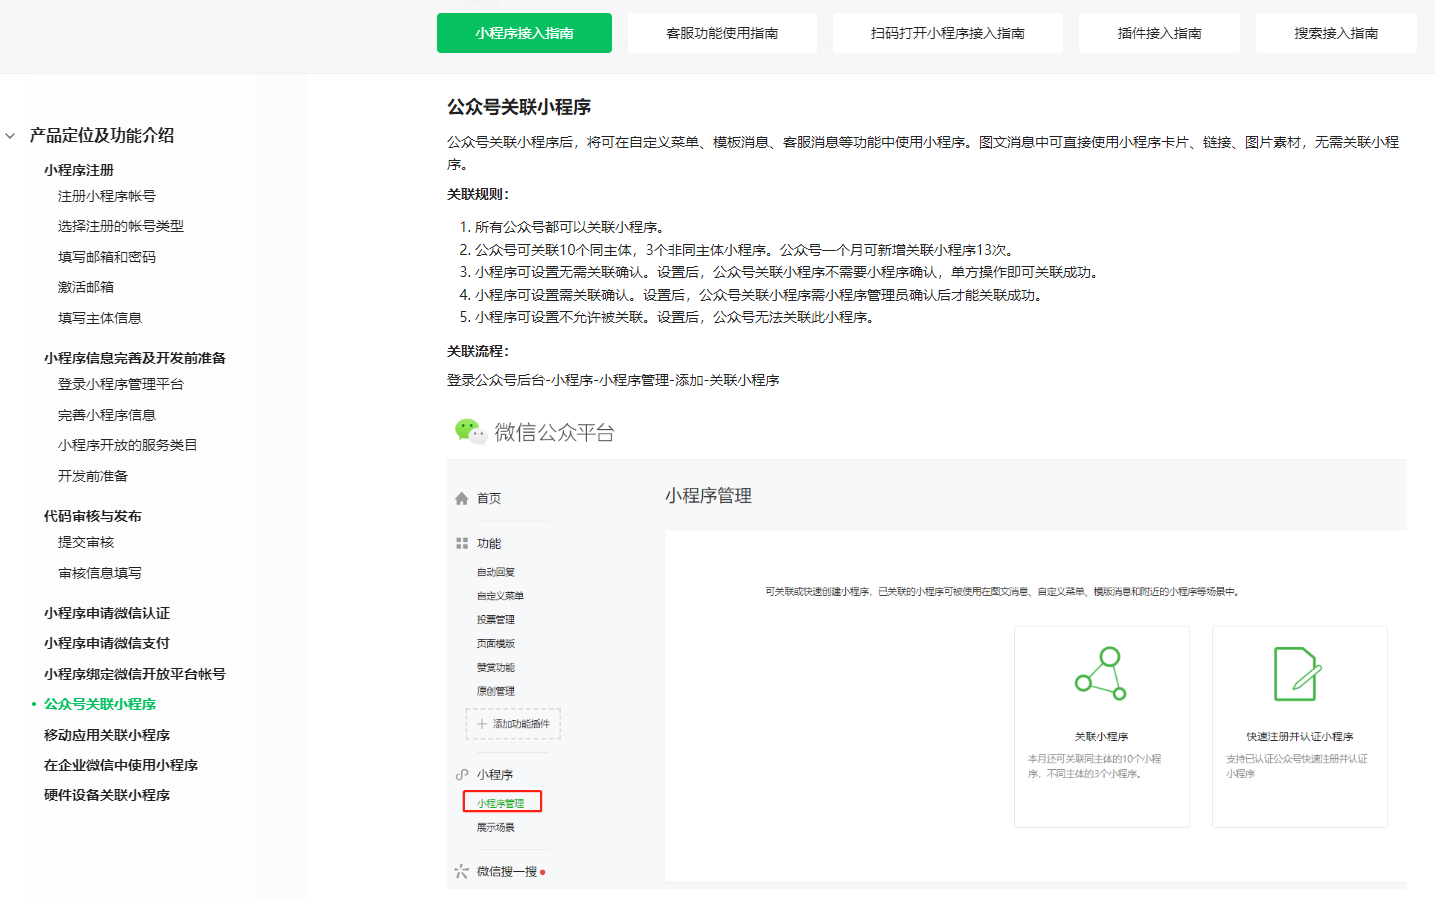 小程序接入指南
客服功能使用指南
扫码打开小程序接入指南
插件接入指南
搜索接入指南
产品定位及功能介绍
小程序注册
注册小程序帐号
选择注册的帐号类型
填写邮箱和密码
激活邮箱
填写主体信息
小程序信息完善及开发前准备
登录小程序管理平台
完善小程序信息
小程序开放的服务类目
开发前准备
代码审核与发布
提交审核
审核信息填写
小程序申请微信认证
小程序申请微信支付
小程序绑定微信开放平台帐号
公众号关联小程序
移动应用关联小程序
在企业微信中使用小程序
硬件设备关联小程序
公众号关联小程序
公众号关联小程序后，将可在自定义菜单、模板消息、客服消息等功能中使用小程序。图文消息中可直接使用小程序卡片、链接、图片素材，无需关联小程
序。
关联规则：
1. 所有公众号都可以关联小程序。
2. 公众号可关联10个同主体，3个非同主体小程序。公众号一个月可新增关联小程序13次。
3. 小程序可设置无需关联确认。设置后，公众号关联小程序不需要小程序确认，单方操作即可关联成功。
4. 小程序可设置需关联确认。设置后，公众号关联小程序需小程序管理员确认后才能关联成功。
5. 小程序可设置不允许被关联。设置后，公众号无法关联此小程序。
关联流程：
登录公众号后台-小程序-小程序管理-添加-关联小程序
微信公众平台
首页
功能
自动回复
自定义菜单
投票管理
页面模版
赞赏功能
原创管理
添加功能插件
小程序
小程序管理
展示场景
微信搜一搜
小程序管理
可关联或快速创建小程序，已关联的小程序可被使用在图文消息、自定义菜单、模版消息和附近的小程序等场景中。
关联小程序
本月还可关联同主体的10个小程
序，不同主体的3个小程序。
快速注册并认证小程序
支持已认证公众号快速注册并认证
小程序